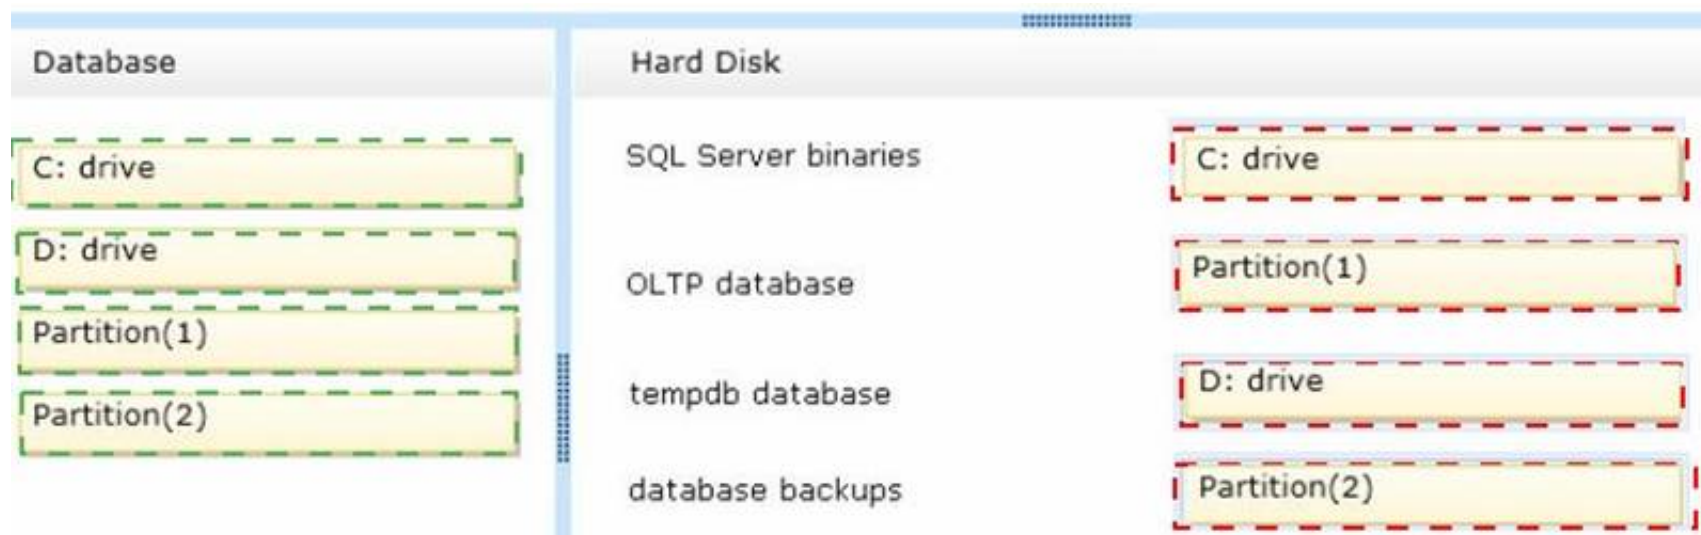 Database
Hard Disk
C: drive
D: drive
Partition(1)
Partition(2)
SQL Server binaries
C: drive
OLTP database
Partition(1)
tempdb database
D: drive
database backups
Partition(2)